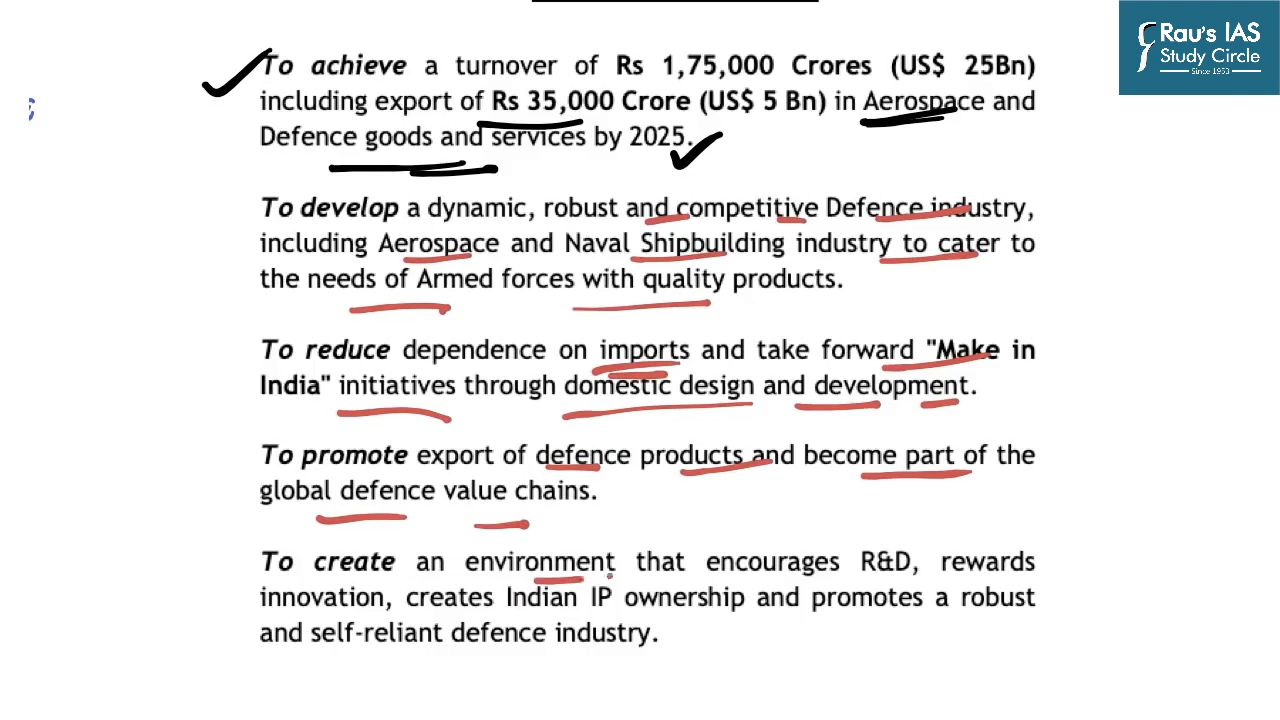 Rau's IAS
Study Circle
Since 1953
To achieve a turnover of Rs 1,75,000 Crores (US$ 25Bn)
including export of Rs 35,000 Crore (US$ 5 Bn) in Aerospace and
Defence goods and services by 2025.
To develop a dynamic, robust and competitive Defence industry,
including Aerospace and Naval Shipbuilding industry to cater to
the needs of Armed forces with quality products.
To reduce dependence on imports and take forward "Make in
India" initiatives through domestic design and development.
To promote export of defence products and become part of the
global defence value chains.
To create an environment that encourages R&D, rewards
innovation, creates Indian IP ownership and promotes a robust
and self-reliant defence industry.